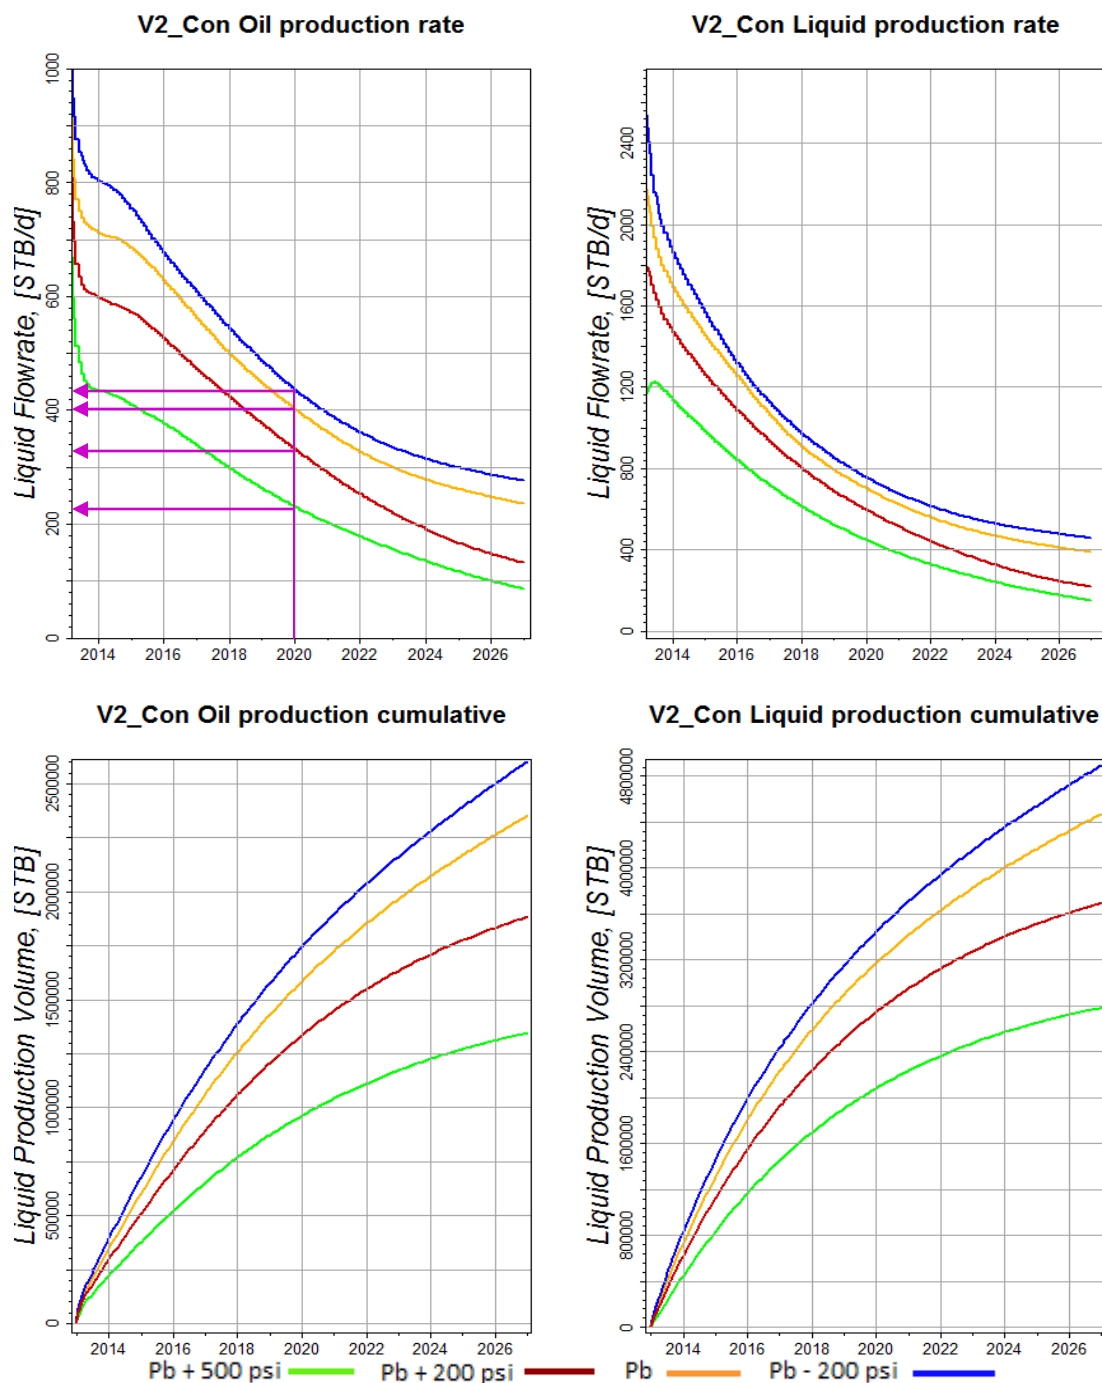 V2_Con Oil production rate
Liquid Flowrate, [STB/d]
1000
800
600
400
200
0
2014 2016 2018 2020 2022 2024 2026
V2_Con Liquid production rate
Liquid Flowrate, [STB/d]
2400
2000
1600
1200
800
400
0
2014 2016 2018 2020 2022 2024 2026
V2_Con Oil production cumulative
Liquid Production Volume, [STB]
2500000
2000000
1500000
1000000
500000
0
2014 2016 2018 2020 2022 2024 2026
V2_Con Liquid production cumulative
Liquid Production Volume, [STB]
4800000
4000000
3200000
2400000
1600000
800000
0
2014 2016 2018 2020 2022 2024 2026
Pb + 500 psi Pb + 200 psi Pb Pb - 200 psi